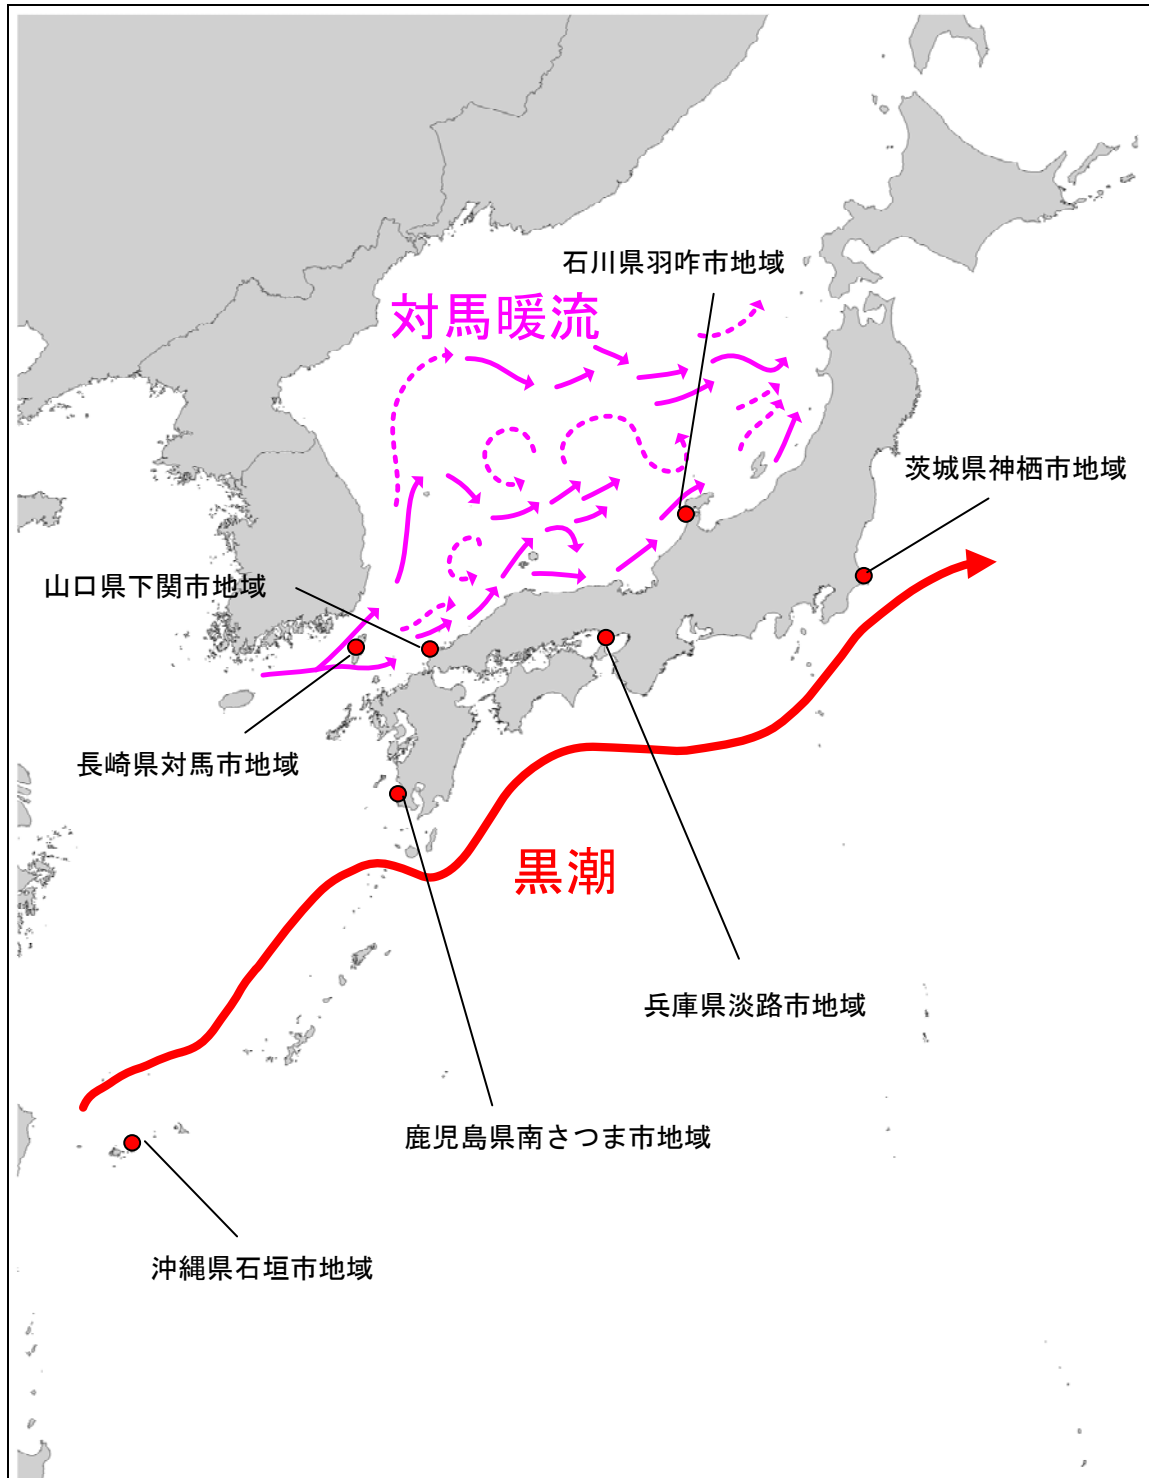 石川県羽咋市地域
対馬暖流
茨城県神栖市地域
山口県下関市地域
長崎県対馬市地域
黒潮
兵庫県淡路市地域
鹿児島県南さつま市地域
沖縄県石垣市地域